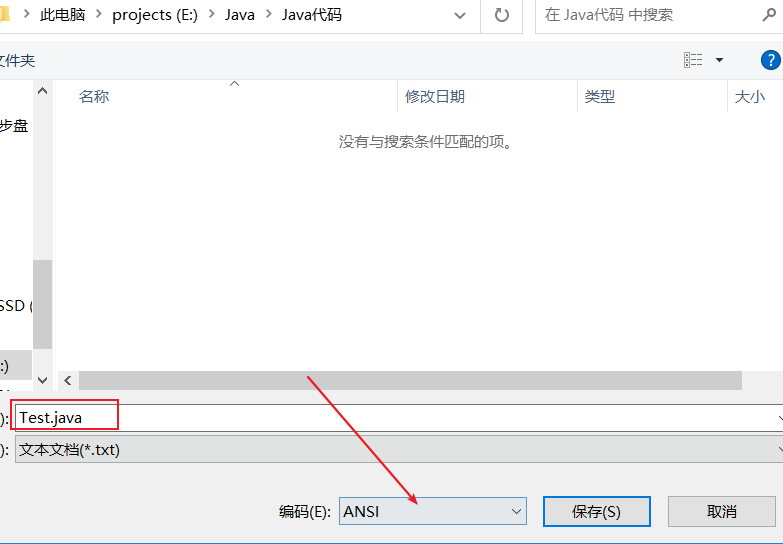 此电脑 > projects (E:) > Java > Java代码
在 Java代码 中搜索
文件夹
?
名称 修改日期 类型 大小
步盘
没有与搜索条件匹配的项。
SSD (
:)
): Test.java
): 文本文档(*.txt)
编码(E): ANSI 保存(S) 取消